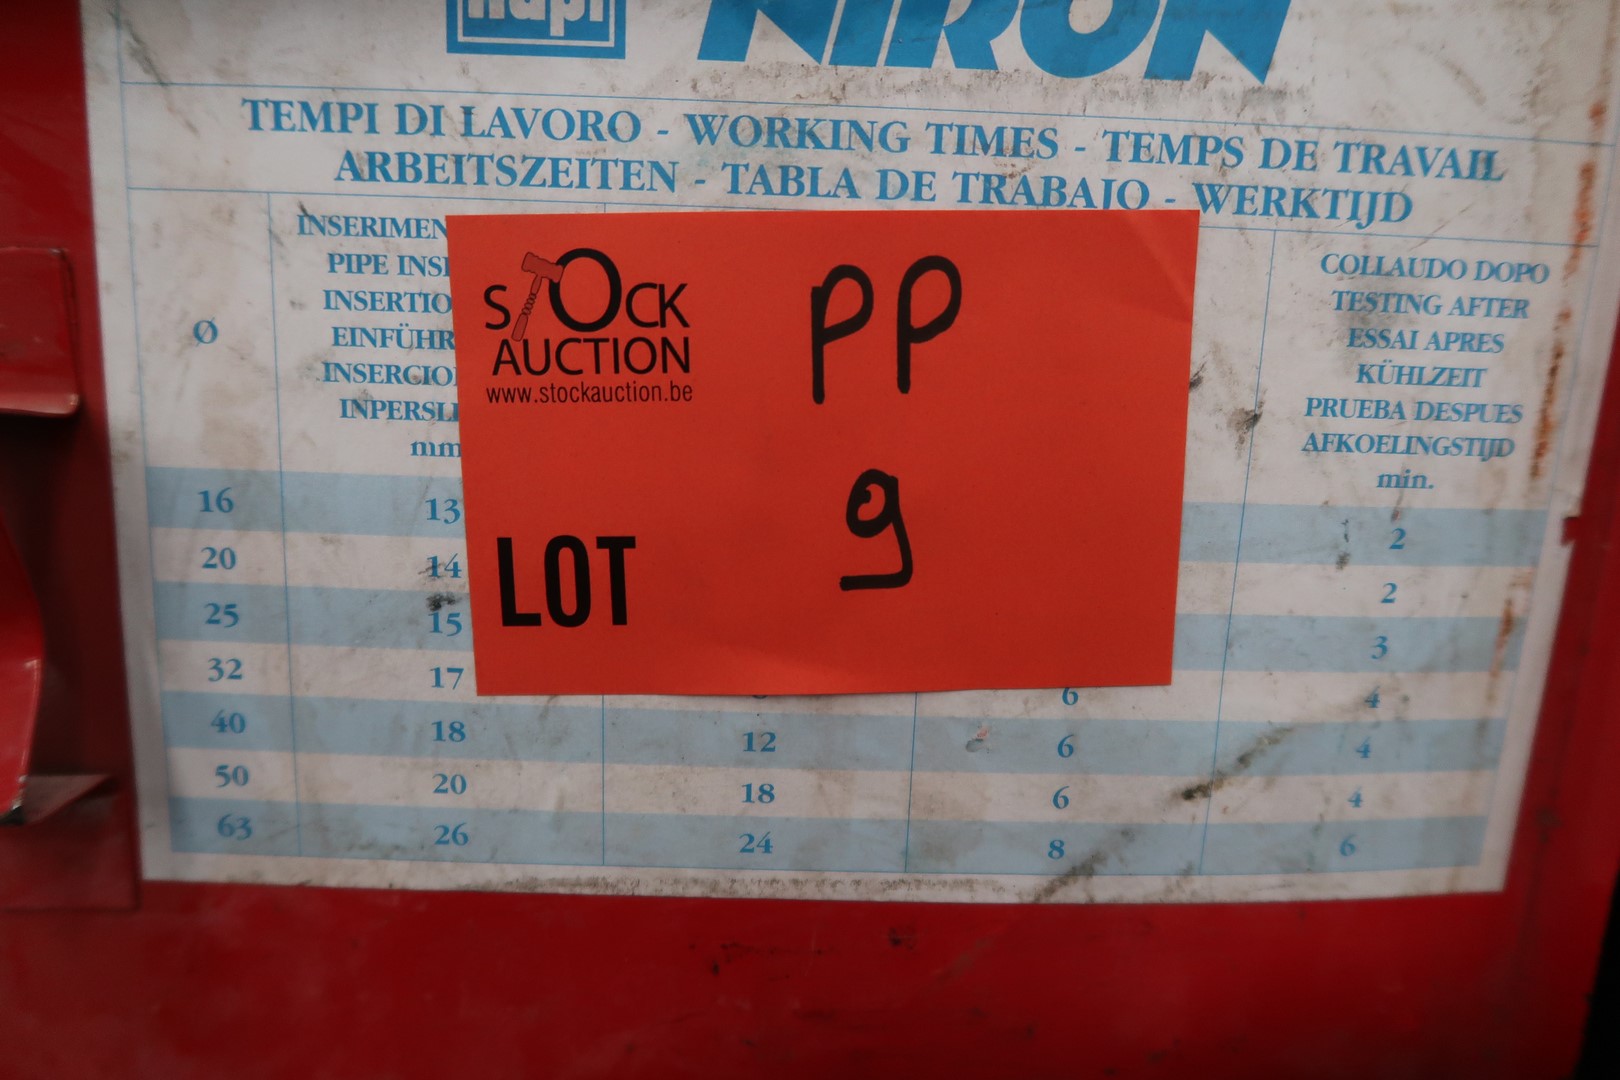 NIRON
TEMPI DI LAVORO - WORKING TIMES - TEMPS DE TRAVAIL
ARBEITSZEITEN - TABLA DE TRABAJO - WERKTIJD
Ø
mm
STOCK
AUCTION
www.stockauction.be
PP
9
LOT
COLLAUDO DOPO
TESTING AFTER
ESSAI APRES
KÜHLZEIT
PRUEBA DESPUES
AFKOELINGSTIJD
min.
16 13 2
20 14 2
25 15 3
32 17 6 4
40 18 12 6 4
50 20 18 6 4
63 26 24 8 6